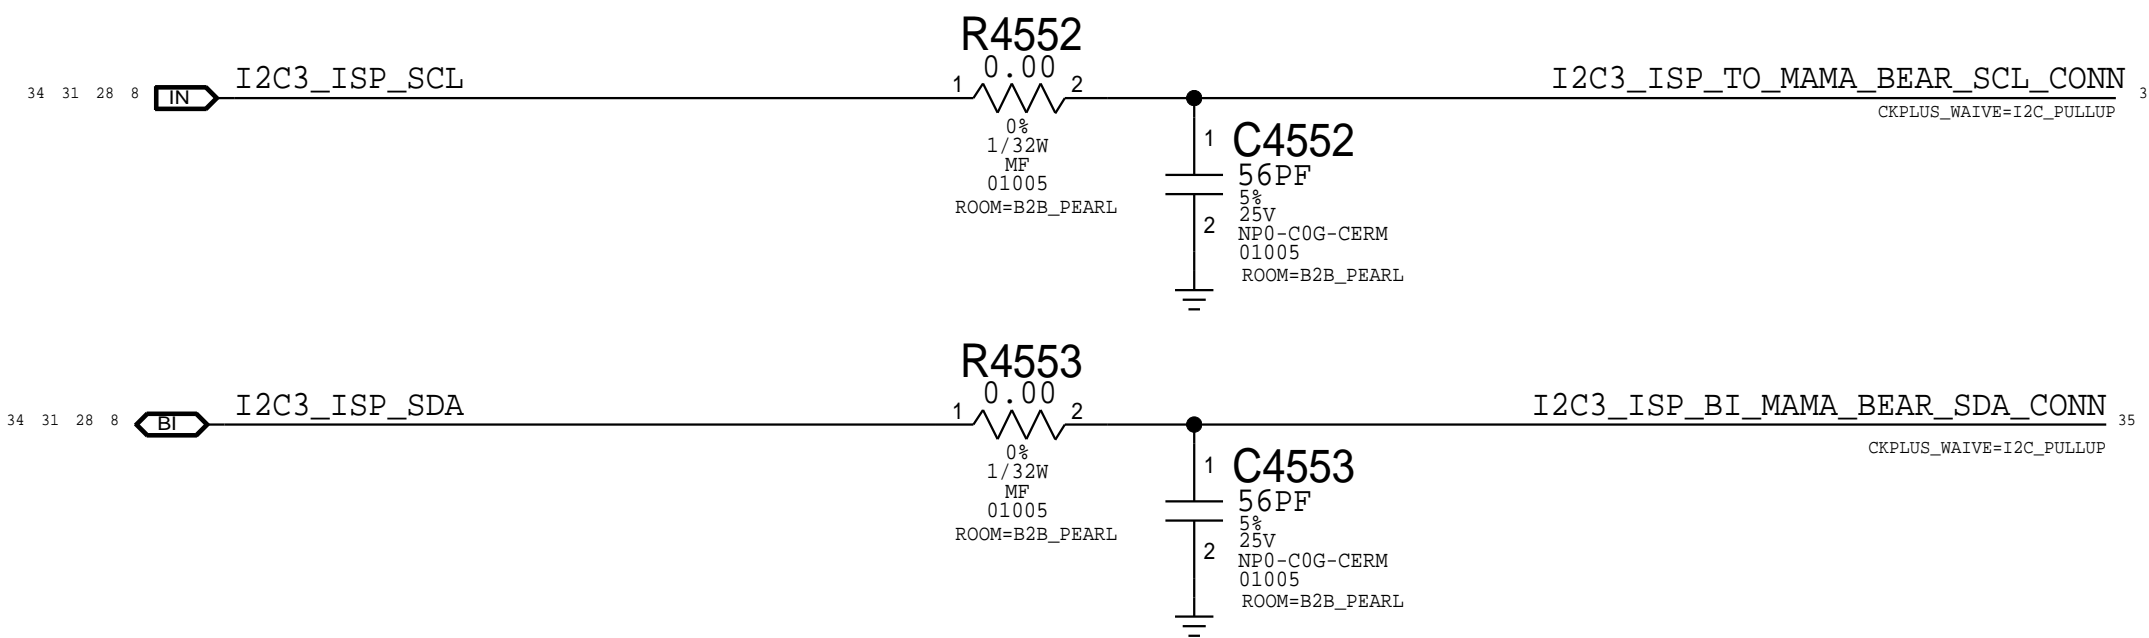 R4552
0.00
34 31 28 8 IN I2C3_ISP_SCL 1 2 I2C3_ISP_TO_MAMA_BEAR_SCL_CONN 3
CKPLUS_WAIVE=I2C_PULLUP
0%
1/32W
MF
01005
ROOM=B2B_PEARL
1 C4552
56PF
5%
25V
2 NP0-C0G-CERM
01005
ROOM=B2B_PEARL
R4553
0.00
34 31 28 8 BI I2C3_ISP_SDA 1 2 I2C3_ISP_BI_MAMA_BEAR_SDA_CONN 35
CKPLUS_WAIVE=I2C_PULLUP
0%
1/32W
MF
01005
ROOM=B2B_PEARL
1 C4553
56PF
5%
25V
2 NP0-C0G-CERM
01005
ROOM=B2B_PEARL